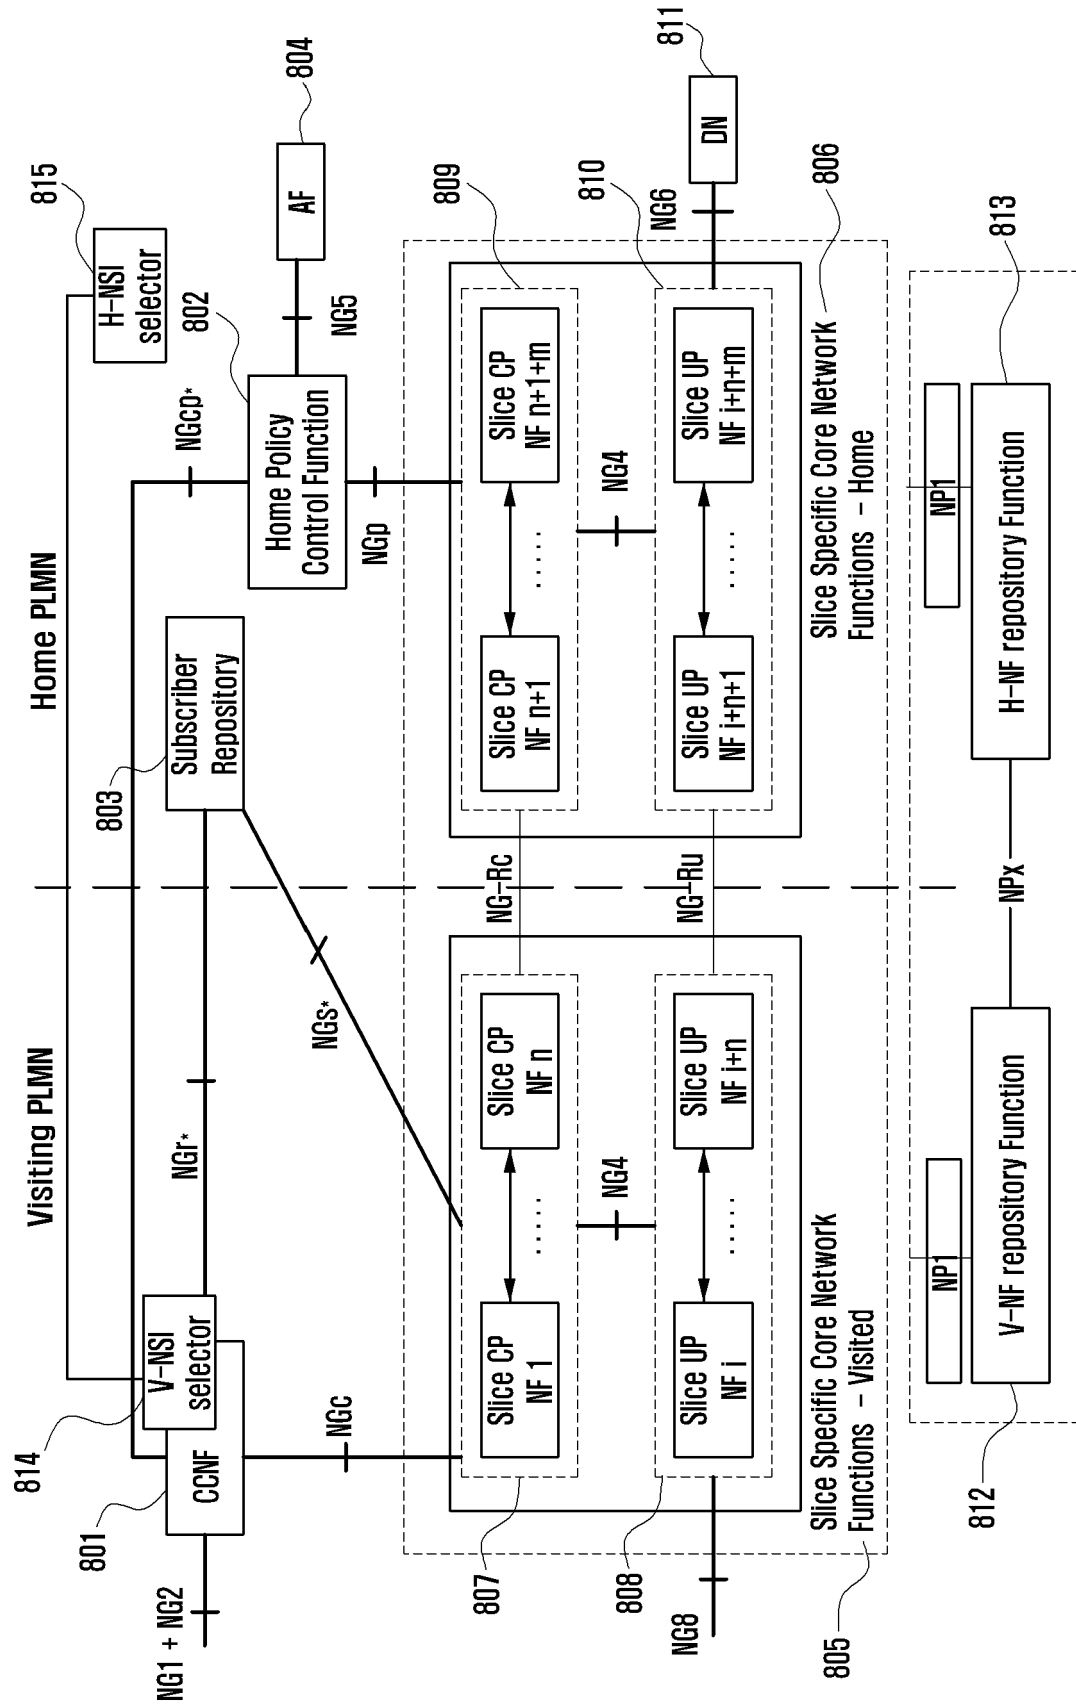 Visiting PLMN
Home PLMN
814
801
CCNF
V-NSI
selector
NG1 + NG2
NGr*
803
Subscriber
Repository
NGcp*
802
Home Policy
Control Function
815
H-NSI
selector
NG5
804
AF
NGc
NGs*
NGp
807
Slice CP
NF 1
.....
Slice CP
NF n
NG-Rc
Slice CP
NF n+1
.....
Slice CP
NF n+1+m
809
NG4
NG4
808
Slice UP
NF i
.....
Slice UP
NF i+n
NG-Ru
Slice UP
NF i+n+1
.....
Slice UP
NF i+n+m
810
NG8
NG6
DN
811
805
Slice Specific Core Network
Functions – Visited
Slice Specific Core Network
Functions – Home
806
NP1
NP1
812
V-NF repository Function
NPx
H-NF repository Function
813